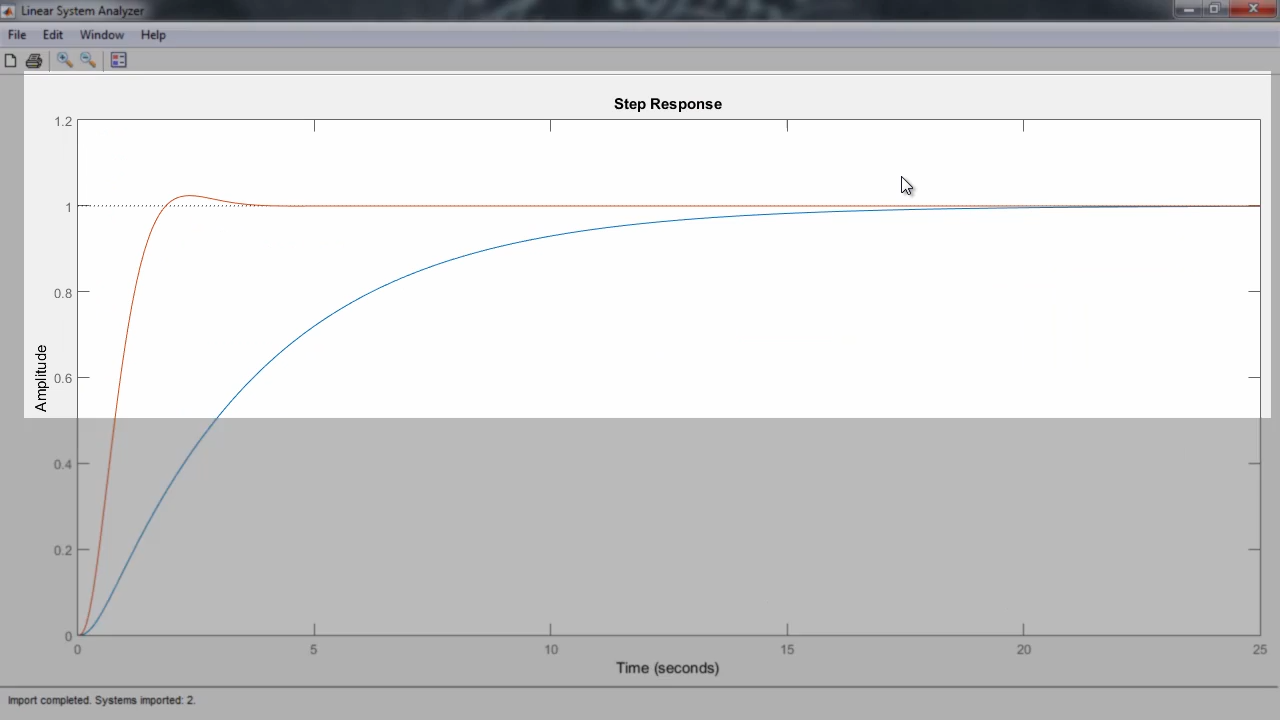 Linear System Analyzer
File Edit Window Help
Step Response
1.2
1
0.8
0.6
0.4
0.2
0
Amplitude
0 5 10 15 20 25
Time (seconds)
Import completed. Systems imported: 2.